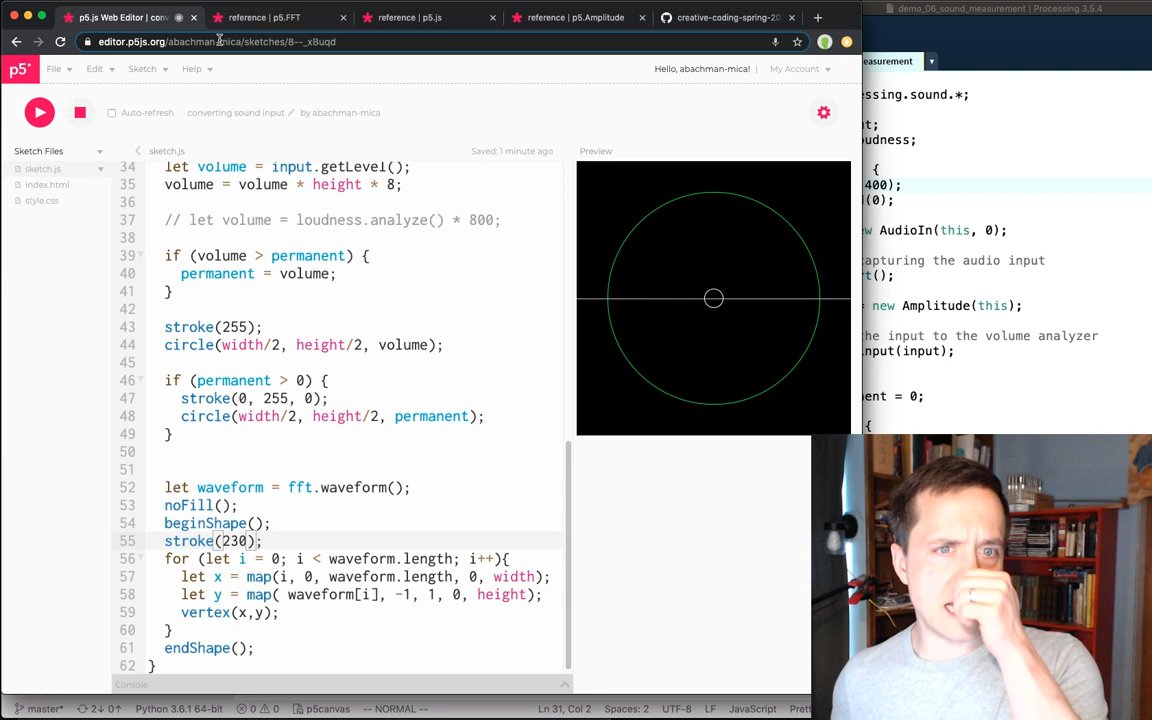 p5.js Web Editor | conv
reference | p5.FFT
reference | p5.js
reference | p5.Amplitude
creative-coding-spring-202
demo_06_sound_measurement | Processing 3.5.4
editor.p5js.org/abachman-mica/sketches/8--_xBuqd
easurement
p5*
File
Edit
Sketch
Help
Hello, abachman-mica!
My Account
Auto-refresh
converting sound input
by abachman-mica
Sketch Files
sketch.js
Saved: 1 minute ago
Preview
sketch.js
index.html
style.css
34 let volume = input.getLevel();
35 volume = volume * height * 8;
36
37 // let volume = loudness.analyze() * 800;
38
39 if (volume > permanent) {
40 permanent = volume;
41 }
42
43 stroke(255);
44 circle(width/2, height/2, volume);
45
46 if (permanent > 0) {
47 stroke(0, 255, 0);
48 circle(width/2, height/2, permanent);
49 }
50
51
52 let waveform = fft.waveform();
53 noFill();
54 beginShape();
55 stroke(230);
56 for (let i = 0; i < waveform.length; i++){
57 let x = map(i, 0, waveform.length, 0, width);
58 let y = map( waveform[i], -1, 1, 0, height);
59 vertex(x,y);
60 }
61 endShape();
62 }
Console
ssing.sound.*;
t;
udness;
{
400);
(0);
w AudioIn(this, 0);
apturing the audio input
t();
= new Amplitude(this);
the input to the volume analyzer
nput(input);
ent = 0;
{
master*
2↓ 0↑
Python 3.6.1 64-bit
0
0
p5canvas
-- NORMAL --
Ln 31, Col 2
Spaces: 2
UTF-8
LF
JavaScript
Prett